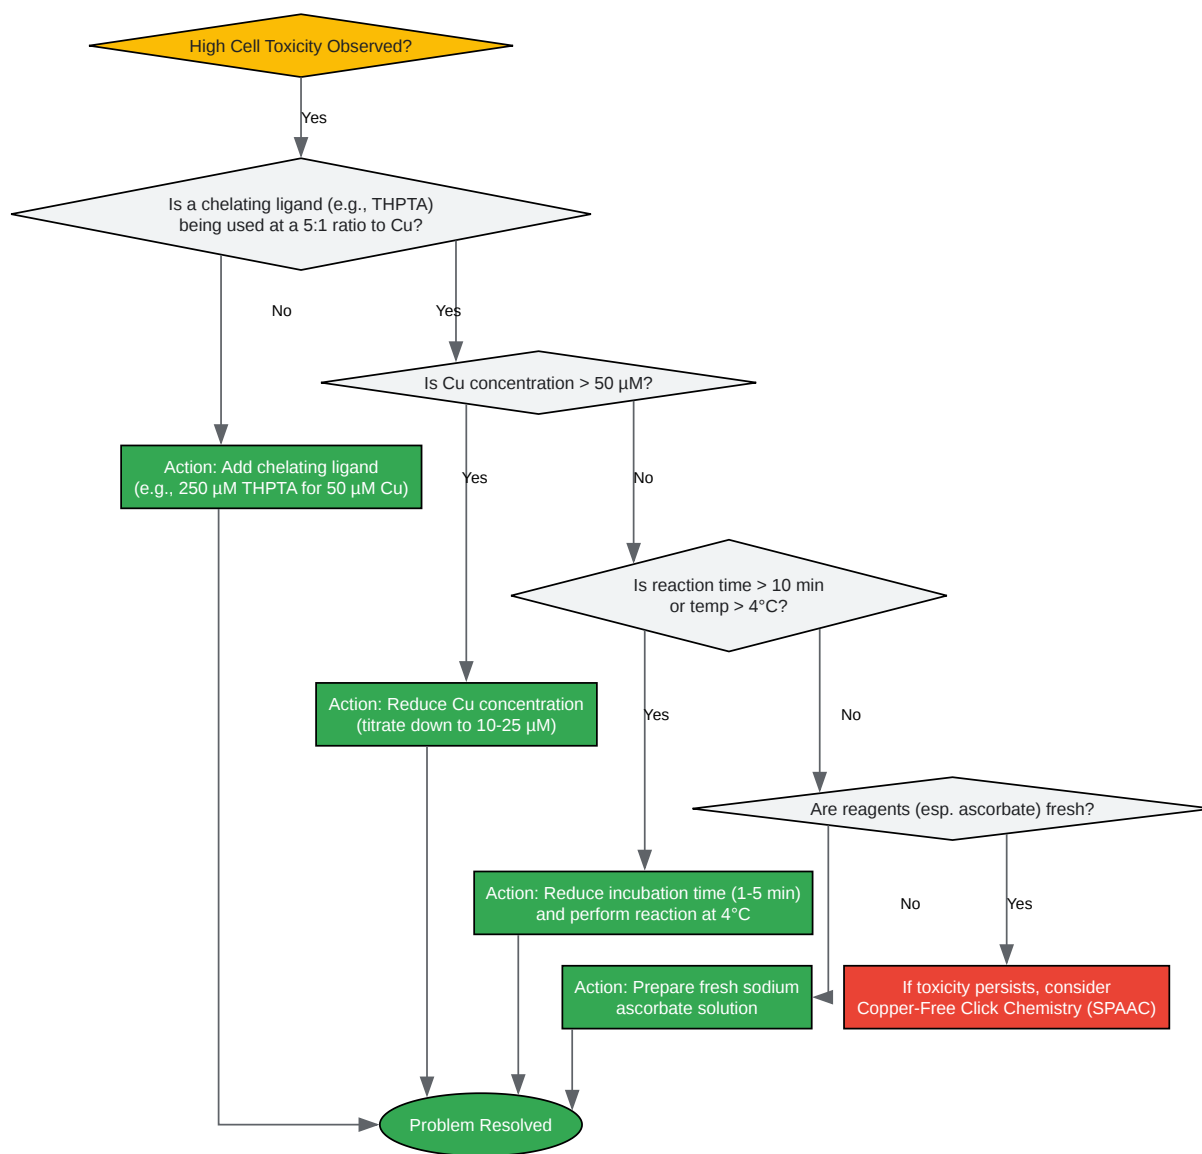 High Cell Toxicity Observed?
Yes
Is a chelating ligand (e.g., THPTA)
being used at a 5:1 ratio to Cu?
No
Yes
Is Cu concentration > 50 µM?
Action: Add chelating ligand
(e.g., 250 µM THPTA for 50 µM Cu)
Yes
No
Is reaction time > 10 min
or temp > 4°C?
Action: Reduce Cu concentration
(titrate down to 10-25 µM)
Yes
No
Are reagents (esp. ascorbate) fresh?
Action: Reduce incubation time (1-5 min)
and perform reaction at 4°C
No
Yes
Action: Prepare fresh sodium
ascorbate solution
If toxicity persists, consider
Copper-Free Click Chemistry (SPAAC)
Problem Resolved